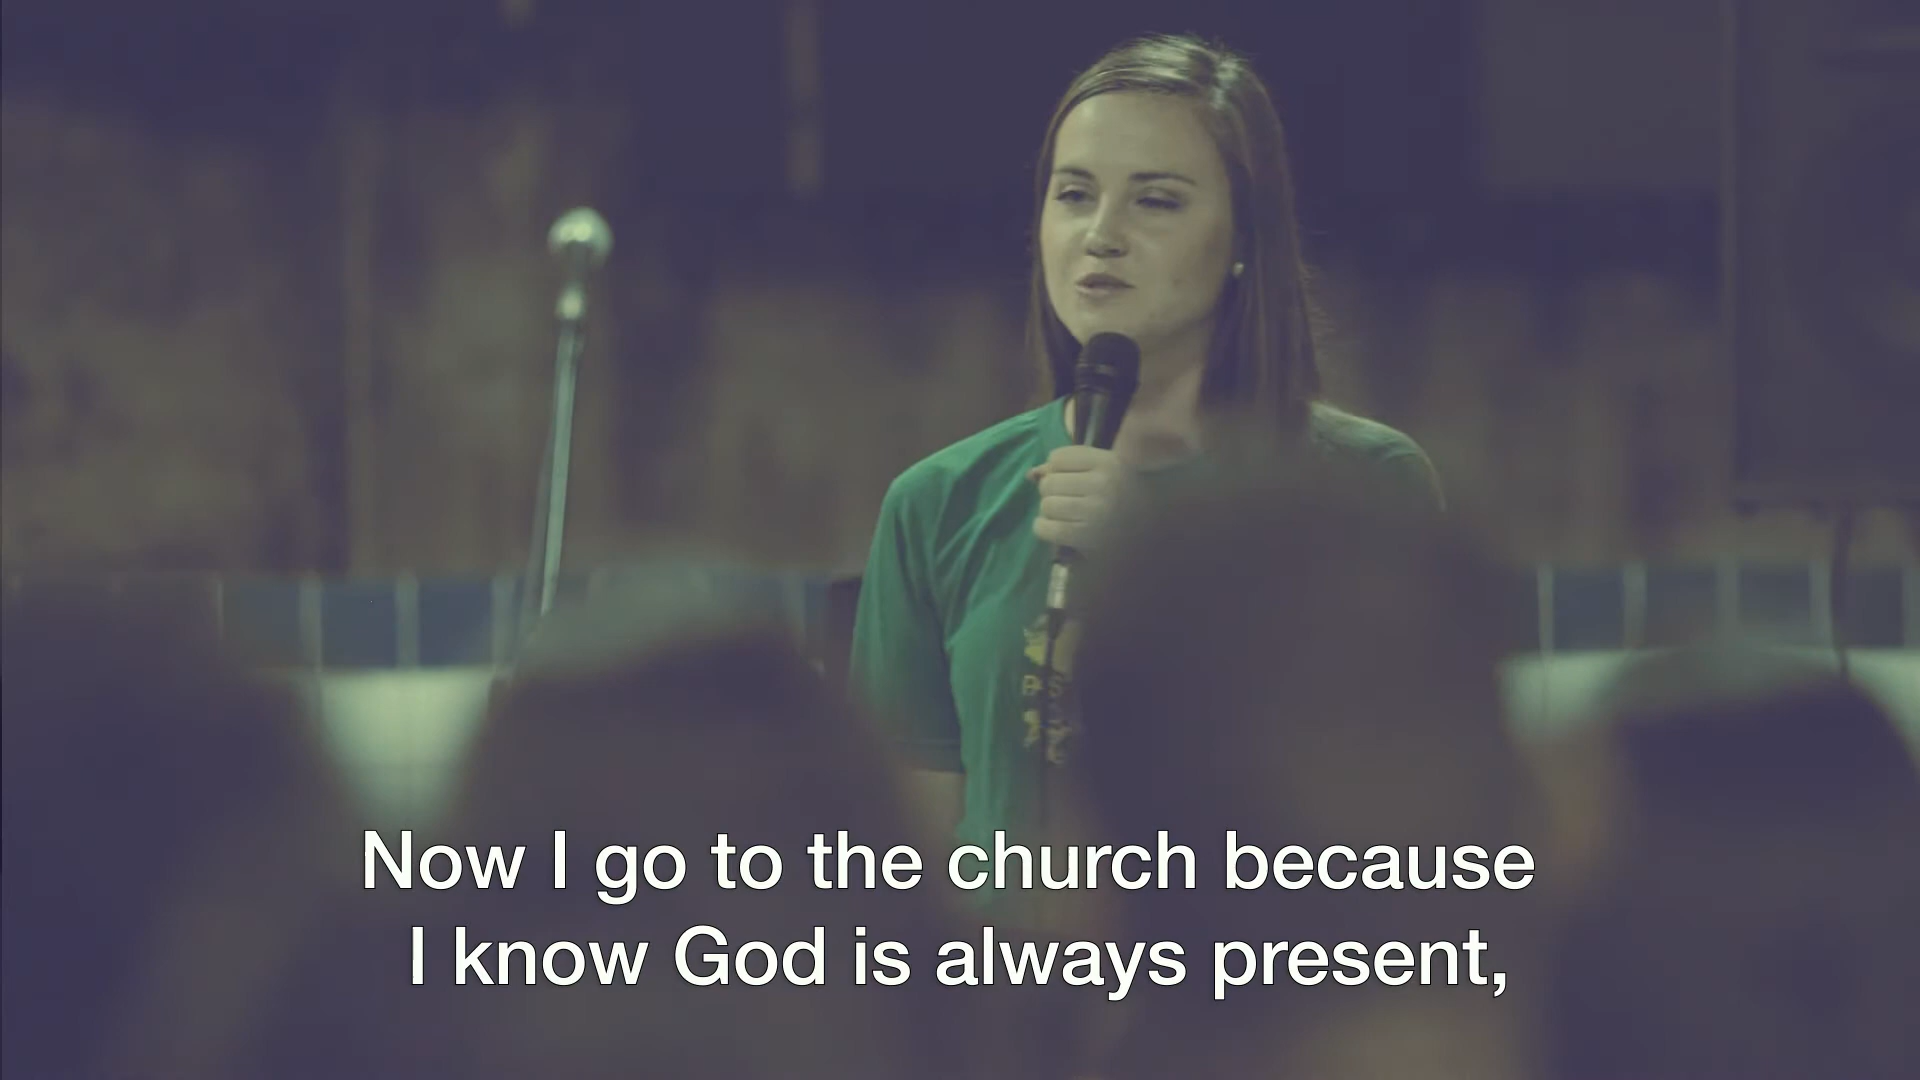 Now I go to the church because
I know God is always present,